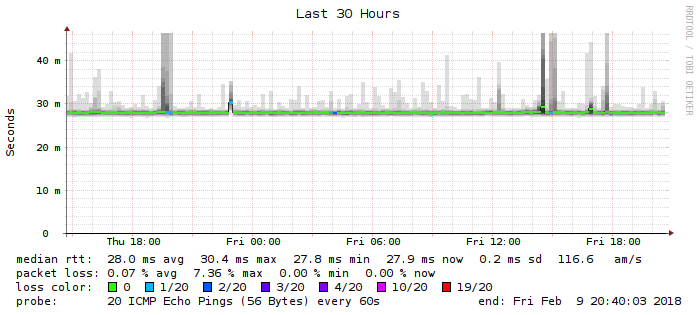 Last 30 Hours
RRDTOOL / TOBI OETIKER
Seconds
40 m
30 m
20 m
10 m
0
Thu 18:00 Fri 00:00 Fri 06:00 Fri 12:00 Fri 18:00
median rtt: 28.0 ms avg 30.4 ms max 27.8 ms min 27.9 ms now 0.2 ms sd 116.6 am/s
packet loss: 0.07 % avg 7.36 % max 0.00 % min 0.00 % now
loss color: 0 1/20 2/20 3/20 4/20 10/20 19/20
probe: 20 ICMP Echo Pings (56 Bytes) every 60s end: Fri Feb 9 20:40:03 2018